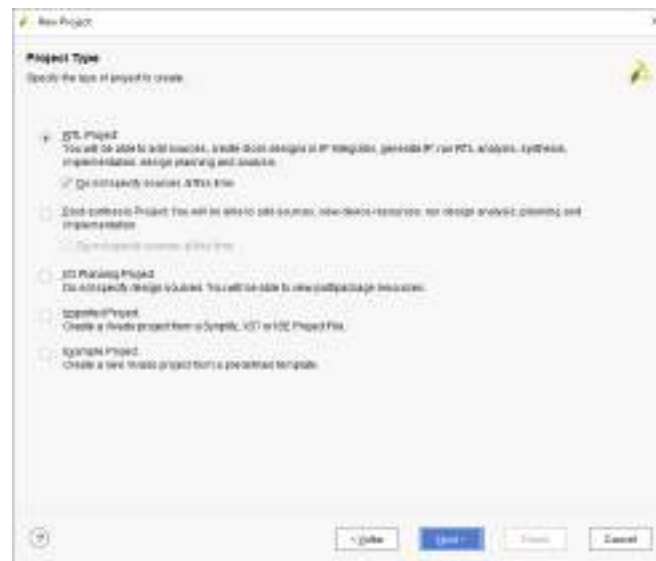 New Project
Project Type
Specify the type of project to create.
RTL Project
You will be able to add sources, create block designs in IP Integrator, generate IP, run RTL analysis, synthesis,
implementation, design planning and analysis.
Do not specify sources at this time
Post-synthesis Project You will be able to add sources, view device resources, run design analysis, planning and
implementation.
Do not specify sources at this time
I/O Planning Project
Do not specify design sources. You will be able to view part/package resources.
Imported Project
Create a Vivado project from a Synplify, XST or ISE Project File.
Example Project
Create a new Vivado project from a predefined template.
?
Next >
Finish
Cancel